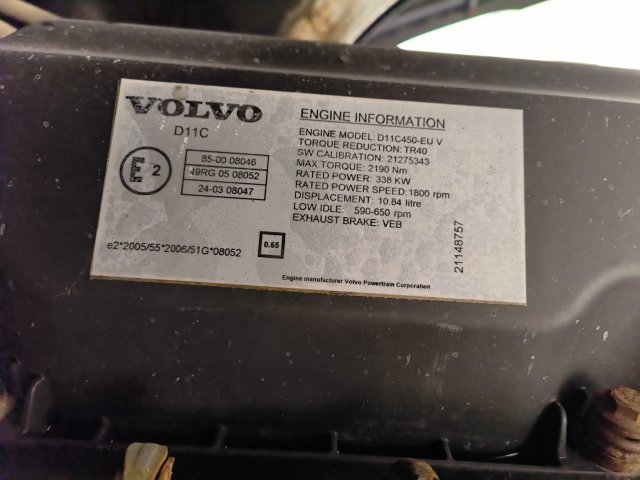 VOLVO
D11C
E 2
85-00 08046
49RG 05 08052
24-03 08047
e2*2005/55*2006/51G*08052
0.65
ENGINE INFORMATION
ENGINE MODEL: D11C450-EU V
TORQUE REDUCTION: TR40
SW CALIBRATION: 21275343
MAX TORQUE: 2190 Nm
RATED POWER: 338 KW
RATED POWER SPEED: 1800 rpm
DISPLACEMENT: 10.84 litre
LOW IDLE: 590-650 rpm
EXHAUST BRAKE: VEB
21148757
Engine manufacturer Volvo Powertrain Corporation